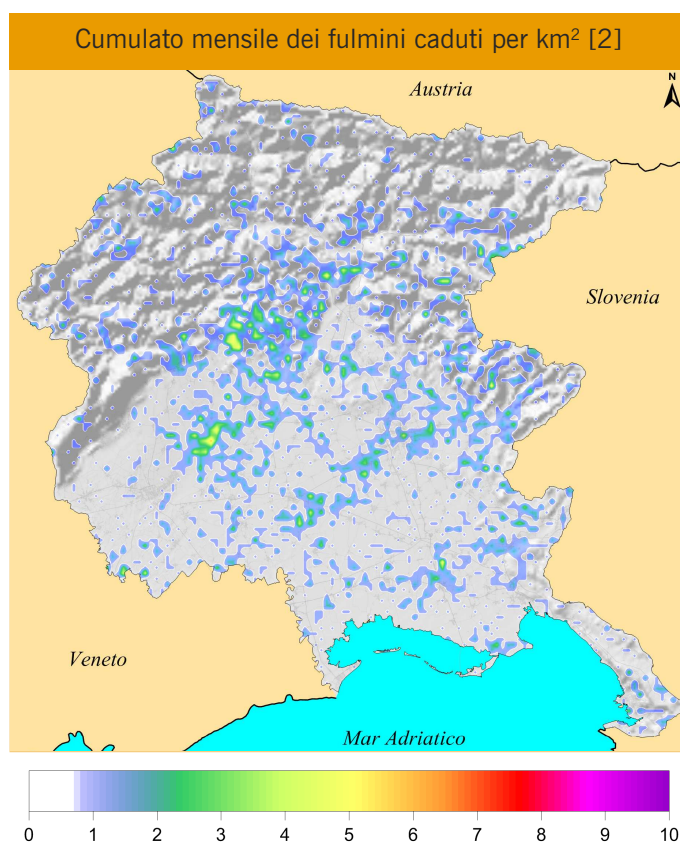 Cumulato mensile dei fulmini caduti per km² [2]
Austria
N
Slovenia
Veneto
Mar Adriatico
0 1 2 3 4 5 6 7 8 9 10